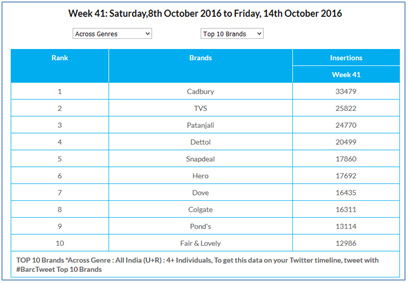 Week 41: Saturday,8th October 2016 to Friday, 14th October 2016
Across Genres Top 10 Brands
Rank Brands Insertions
Week 41
1 Cadbury 33479
2 TVS 25822
3 Patanjali 24770
4 Dettol 20499
5 Snapdeal 17860
6 Hero 17692
7 Dove 16435
8 Colgate 16311
9 Pond's 13114
10 Fair & Lovely 12986
TOP 10 Brands *Across Genre : All India (U+R) : 4+ Individuals, To get this data on your Twitter timeline, tweet with
#BarcTweet Top 10 Brands